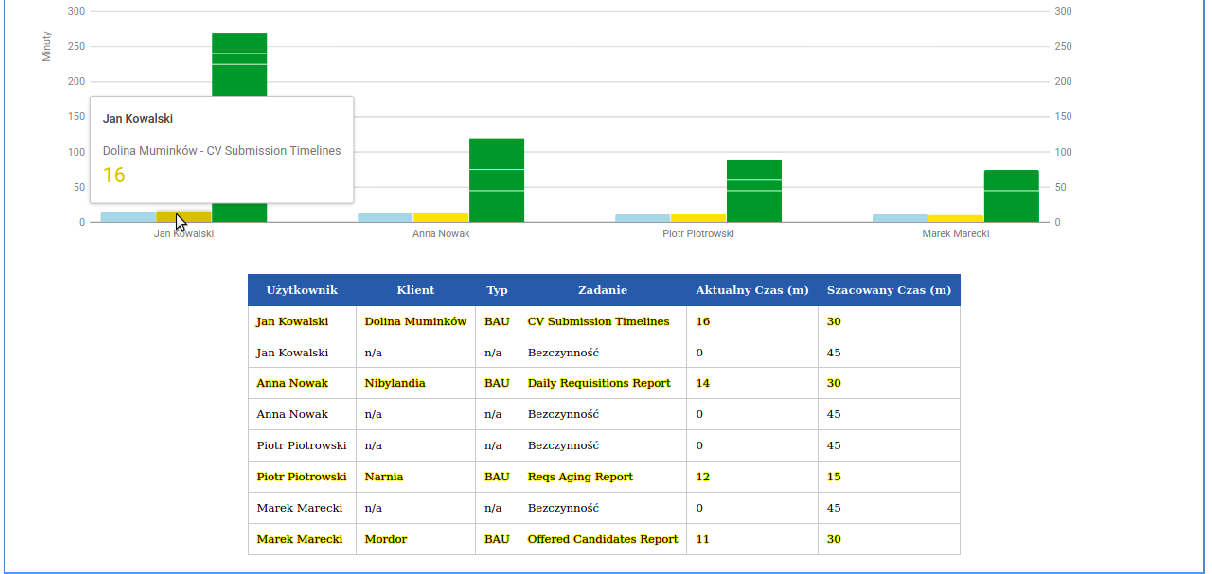 300 300
Minuty
250 250
200 200
150 150
100 100
50 50
0 0
Jan Kowalski
Dolina Muminków - CV Submission Timelines
16
Jan Kowalski Anna Nowak Piotr Piotrowski Marek Marecki
Użytkownik Klient Typ Zadanie Aktualny Czas (m) Szacowany Czas (m)
Jan Kowalski Dolina Muminków BAU CV Submission Timelines 16 30
Jan Kowalski n/a n/a Bezczynność 0 45
Anna Nowak Nibylandia BAU Daily Requisitions Report 14 30
Anna Nowak n/a n/a Bezczynność 0 45
Piotr Piotrowski n/a n/a Bezczynność 0 45
Piotr Piotrowski Narnia BAU Reqs Aging Report 12 15
Marek Marecki n/a n/a Bezczynność 0 45
Marek Marecki Mordor BAU Offered Candidates Report 11 30